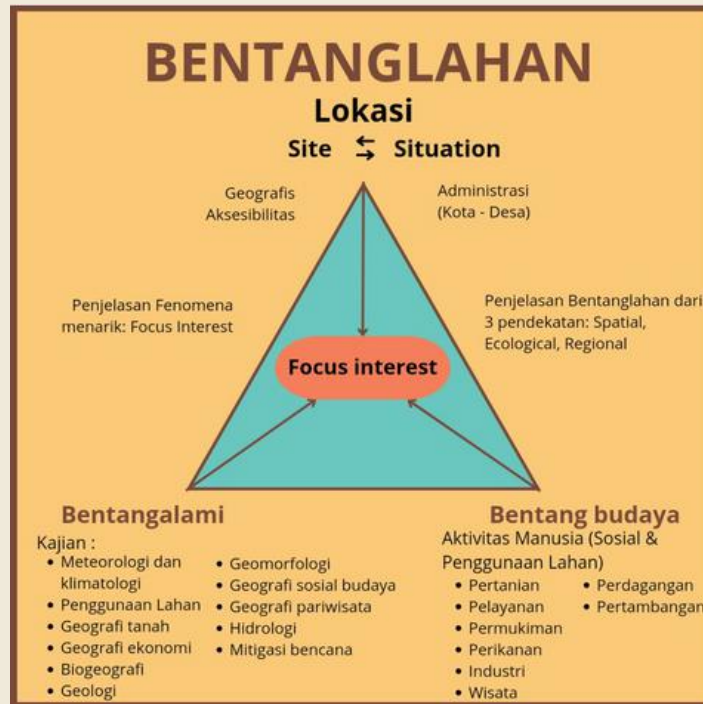 BENTANGLAHAN
Lokasi
Site ⇆ Situation
Geografis
Aksesibilitas
Administrasi
(Kota - Desa)
Penjelasan Fenomena
menarik: Focus Interest
Penjelasan Bentanglahan dari
3 pendekatan: Spatial,
Ecological, Regional
Focus interest
Bentangalami
Kajian :
• Meteorologi dan
klimatologi
• Penggunaan Lahan
• Geografi tanah
• Geografi ekonomi
• Biogeografi
• Geologi
• Geomorfologi
• Geografi sosial budaya
• Geografi pariwisata
• Hidrologi
• Mitigasi bencana
Bentang budaya
Aktivitas Manusia (Sosial &
Penggunaan Lahan)
• Pertanian
• Pelayanan
• Permukiman
• Perikanan
• Industri
• Wisata
• Perdagangan
• Pertambangan